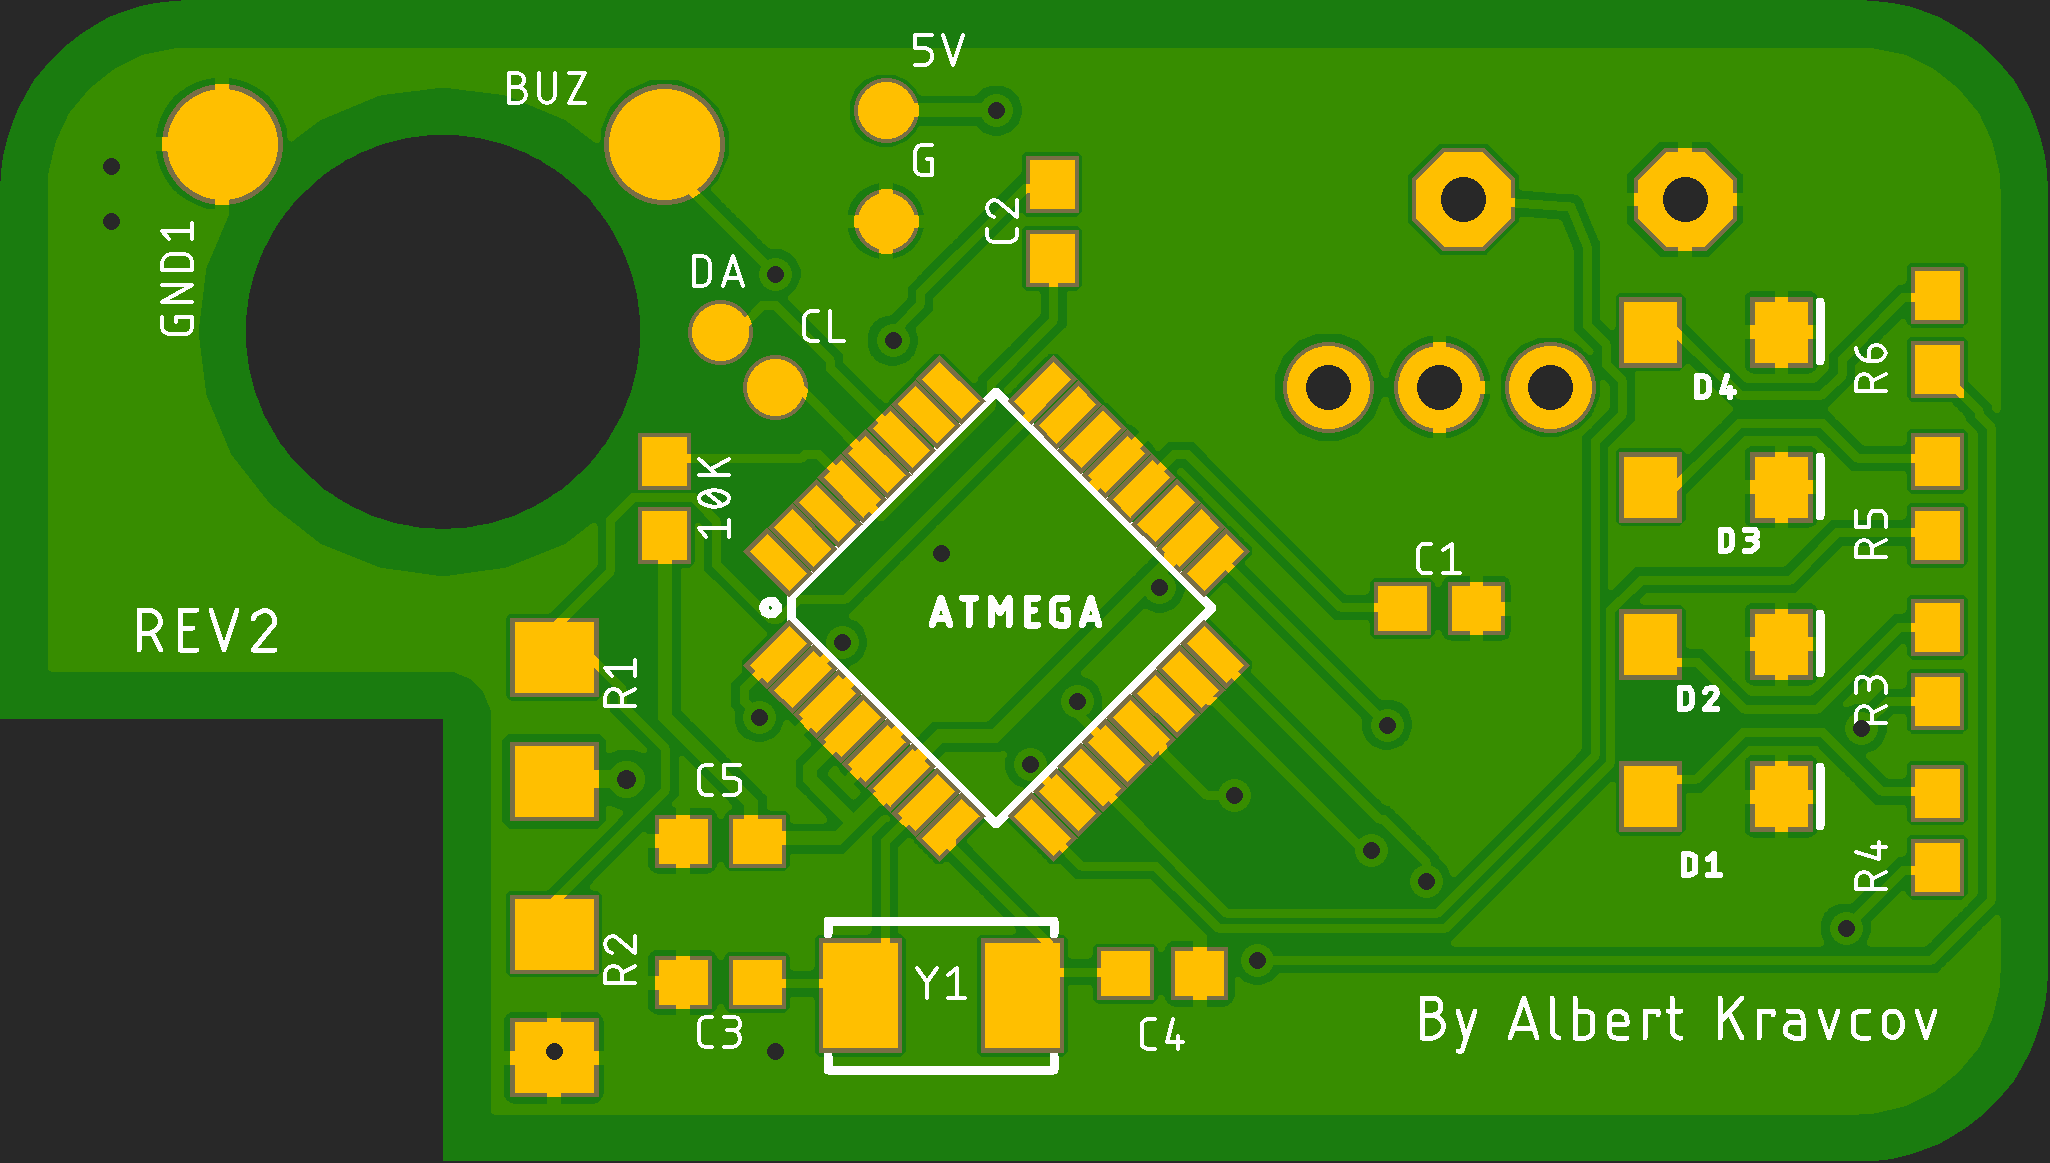 5V
BUZ
G
C2
GND1
DA
CL
10K
R6
D4
R5
D3
C1
ATMEGA
REV2
R1
D2
R3
C5
D1
R4
R2
Y1
C3
C4
By Albert Kravcov